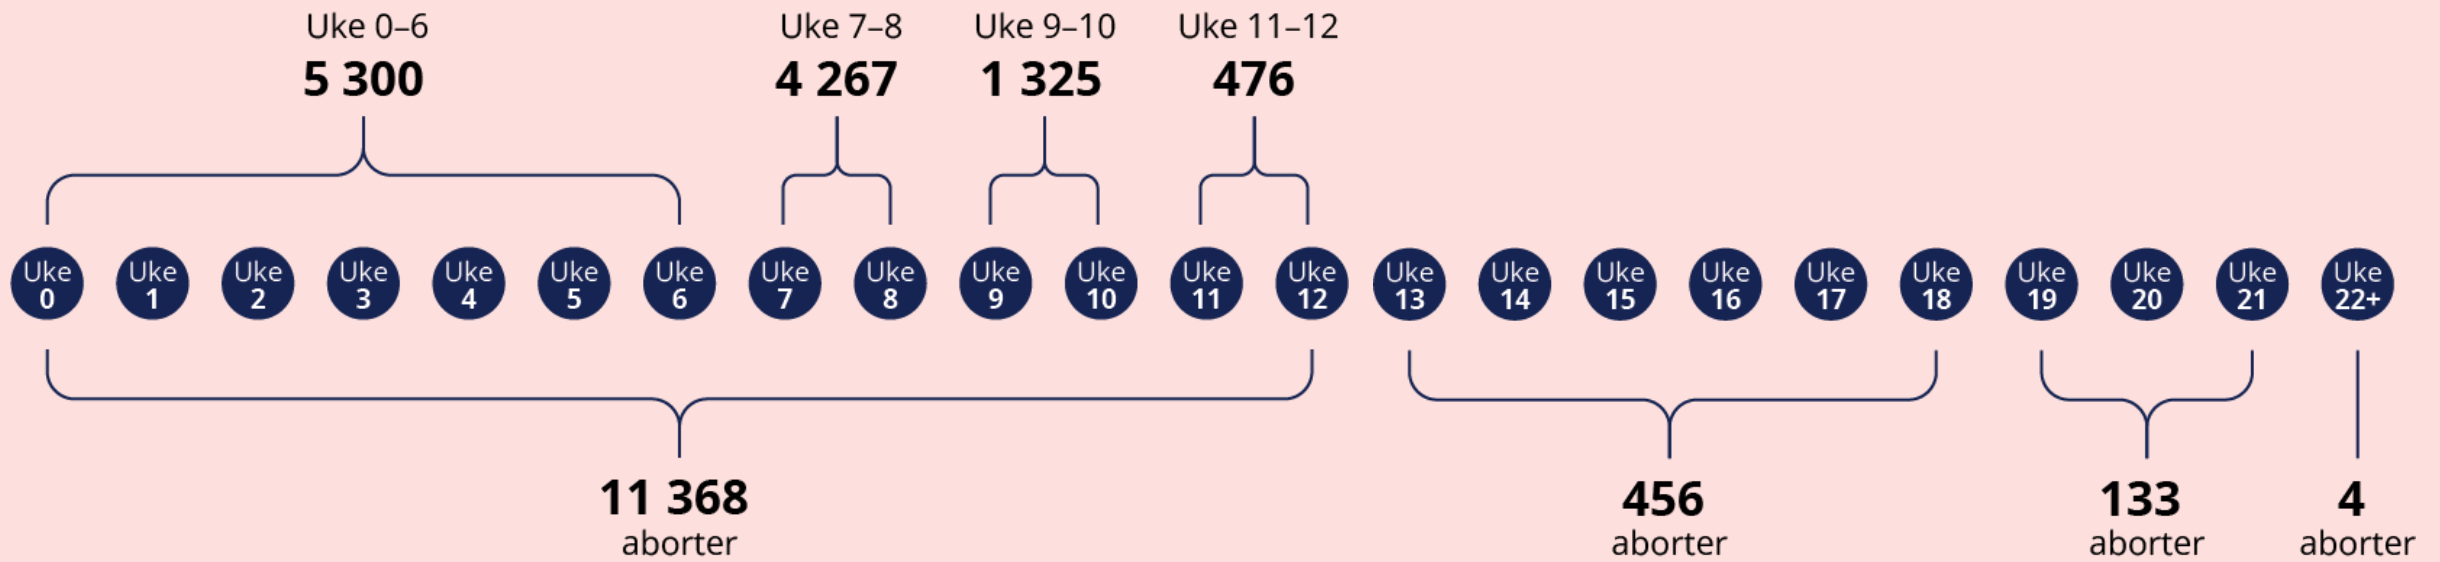 Uke 0–6
5 300
Uke 7–8
4 267
Uke 9–10
1 325
Uke 11–12
476
Uke
0
Uke
1
Uke
2
Uke
3
Uke
4
Uke
5
Uke
6
Uke
7
Uke
8
Uke
9
Uke
10
Uke
11
Uke
12
Uke
13
Uke
14
Uke
15
Uke
16
Uke
17
Uke
18
Uke
19
Uke
20
Uke
21
Uke
22+
11 368
aborter
456
aborter
133
aborter
4
aborter